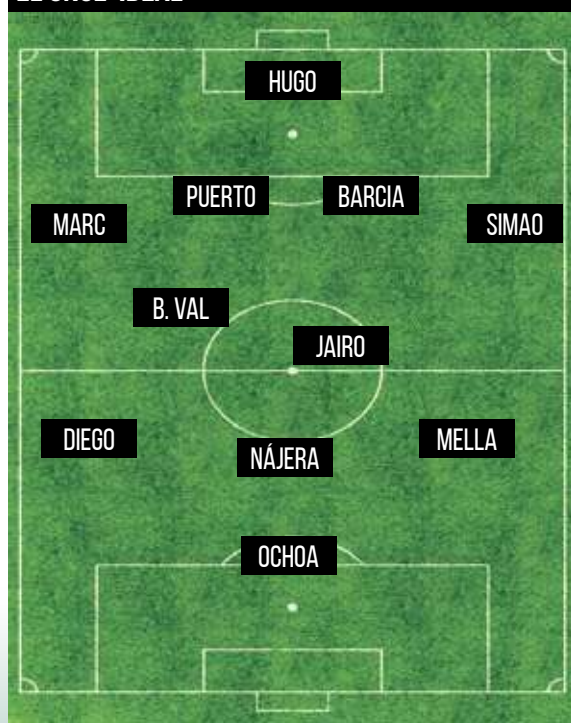 HUGO
PUERTO
BARCIA
MARC
SIMAO
B. VAL
JAIRO
DIEGO
MELLA
NÁJERA
OCHOA